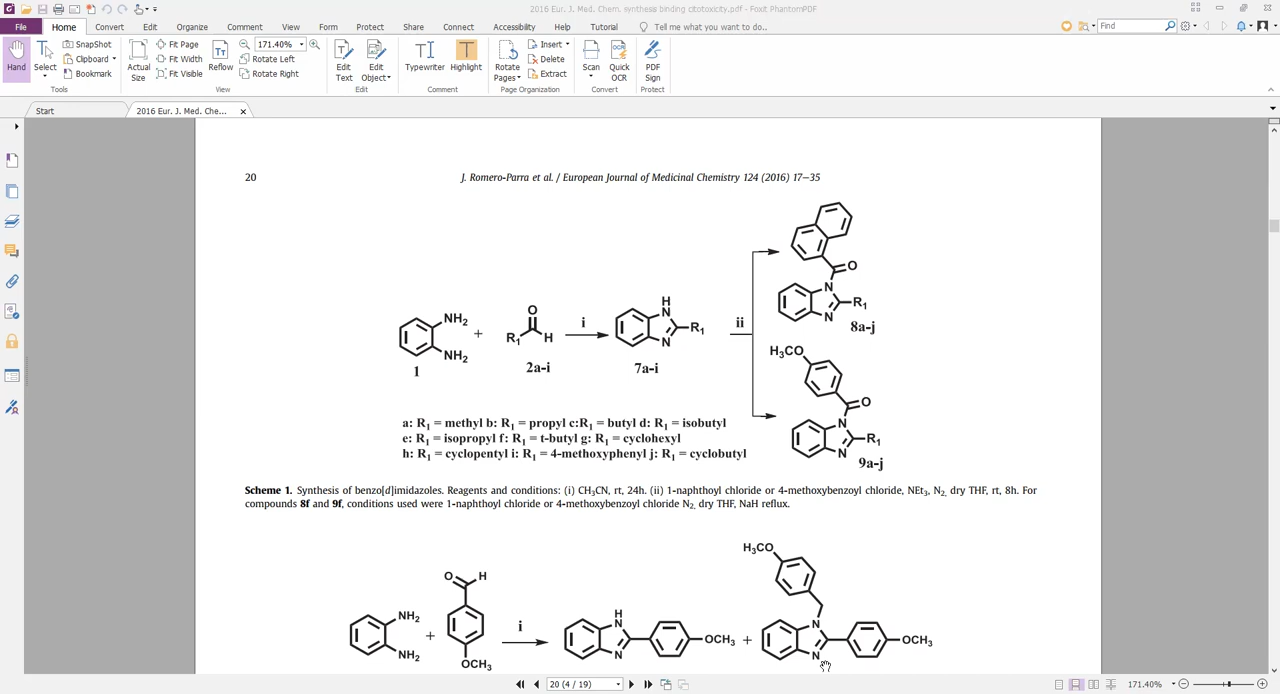 2016 Eur. J. Med. Chem. synthesis binding citotoxicity.pdf - Foxit PhantomPDF
File Home Convert Organize Comment View Form Protect Share Connect Accessibility Help Tutorial Tell me what you want to do.. Find
SnapShot Fit Page 171.40% Insert
Clipboard Fit Width Rotate Left Delete
Hand Select Bookmark Actual Size Reflow Fit Visible Rotate Right Edit Text Edit Object Typewriter Highlight Rotate Pages Extract Scan Quick OCR PDF Sign
Tools View Edit Comment Page Organization Convert Protect
Start 2016 Eur. J. Med. Che...
20 J. Romero-Parra et al. / European Journal of Medicinal Chemistry 124 (2016) 17–35
O
N
N
R1
8a-j
NH2
NH2
1
+
O
R1 H
2a-i
i
H
N
N
R1
7a-i
ii
H3CO
O
N
N
R1
9a-j
a: R1 = methyl b: R1 = propyl c:R1 = butyl d: R1 = isobutyl
e: R1 = isopropyl f: R1 = t-butyl g: R1 = cyclohexyl
h: R1 = cyclopentyl i: R1 = 4-methoxyphenyl j: R1 = cyclobutyl
Scheme 1. Synthesis of benzo[d]imidazoles. Reagents and conditions: (i) CH3CN, rt, 24h. (ii) 1-naphthoyl chloride or 4-methoxybenzoyl chloride, NEt3, N2, dry THF, rt, 8h. For
compounds 8f and 9f, conditions used were 1-naphthoyl chloride or 4-methoxybenzoyl chloride N2, dry THF, NaH reflux.
NH2
NH2
+
O H
OCH3
i
H
N
N
OCH3
+
H3CO
N
N
OCH3
20 (4 / 19) 171.40%